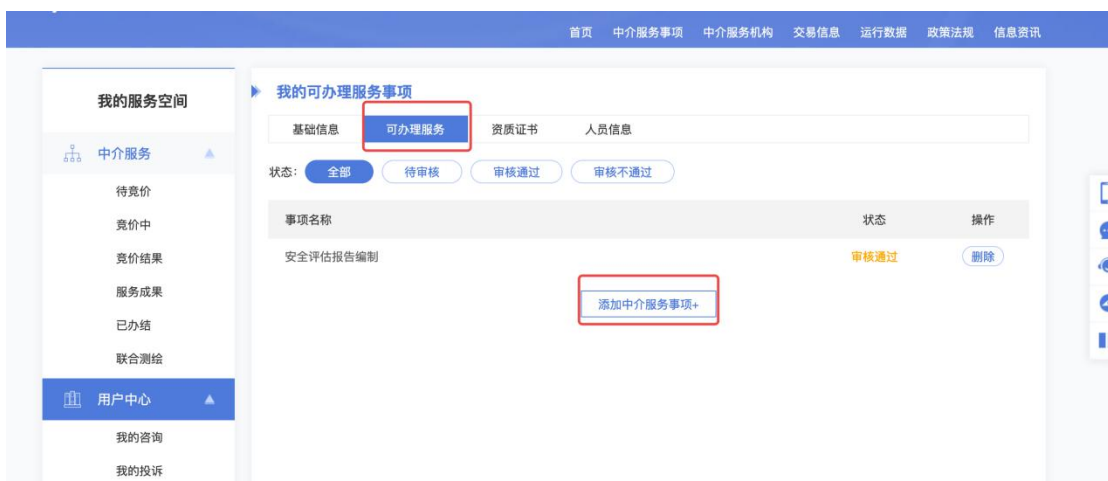 首页 中介服务事项 中介服务机构 交易信息 运行数据 政策法规 信息资讯
我的服务空间
中介服务
待竞价
竞价中
竞价结果
服务成果
已办结
联合测绘
用户中心
我的咨询
我的投诉
我的可办理服务事项
基础信息 可办理服务 资质证书 人员信息
状态： 全部 待审核 审核通过 审核不通过
事项名称 状态 操作
安全评估报告编制 审核通过 删除
添加中介服务事项+